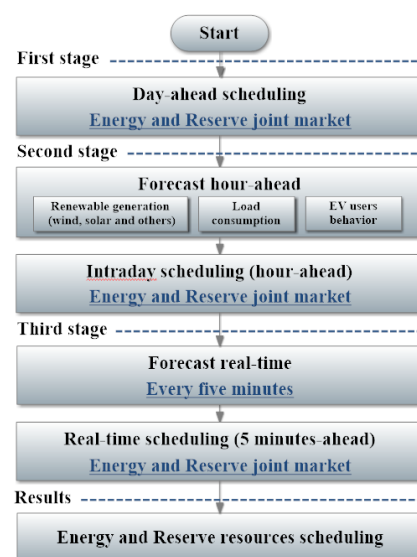 Start
First stage
Day-ahead scheduling
Energy and Reserve joint market
Second stage
Forecast hour-ahead
Renewable generation
(wind, solar and others)
Load
consumption
EV users
behavior
Intraday scheduling (hour-ahead)
Energy and Reserve joint market
Third stage
Forecast real-time
Every five minutes
Real-time scheduling (5 minutes-ahead)
Energy and Reserve joint market
Results
Energy and Reserve resources scheduling